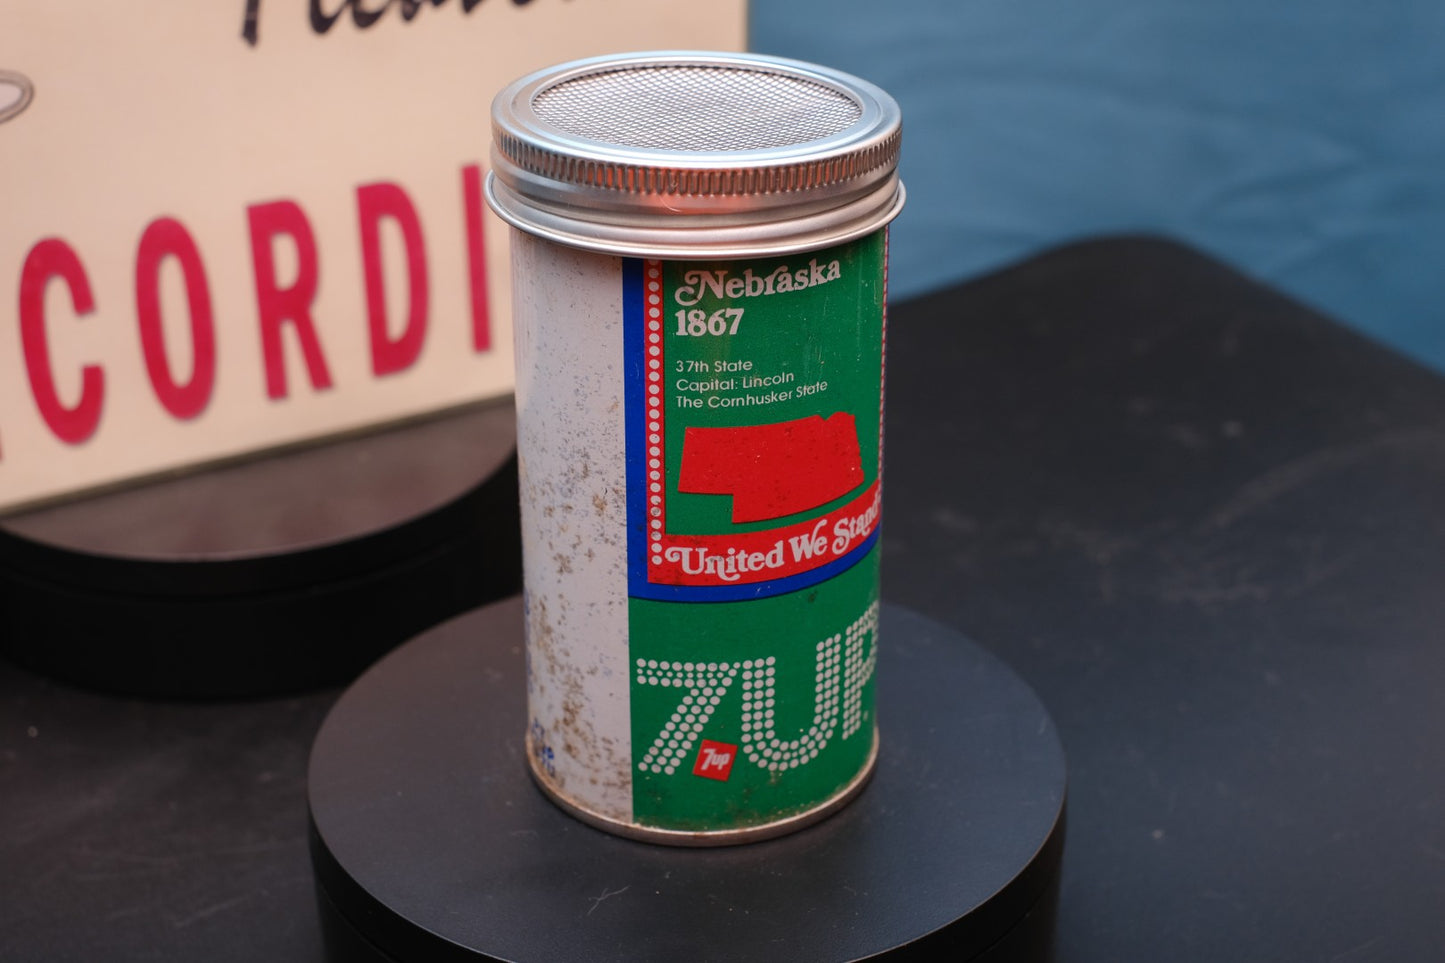 CORDI
Nebraska
1867
37th State
Capital: Lincoln
The Cornhusker State
United We Stand
7UP
7up